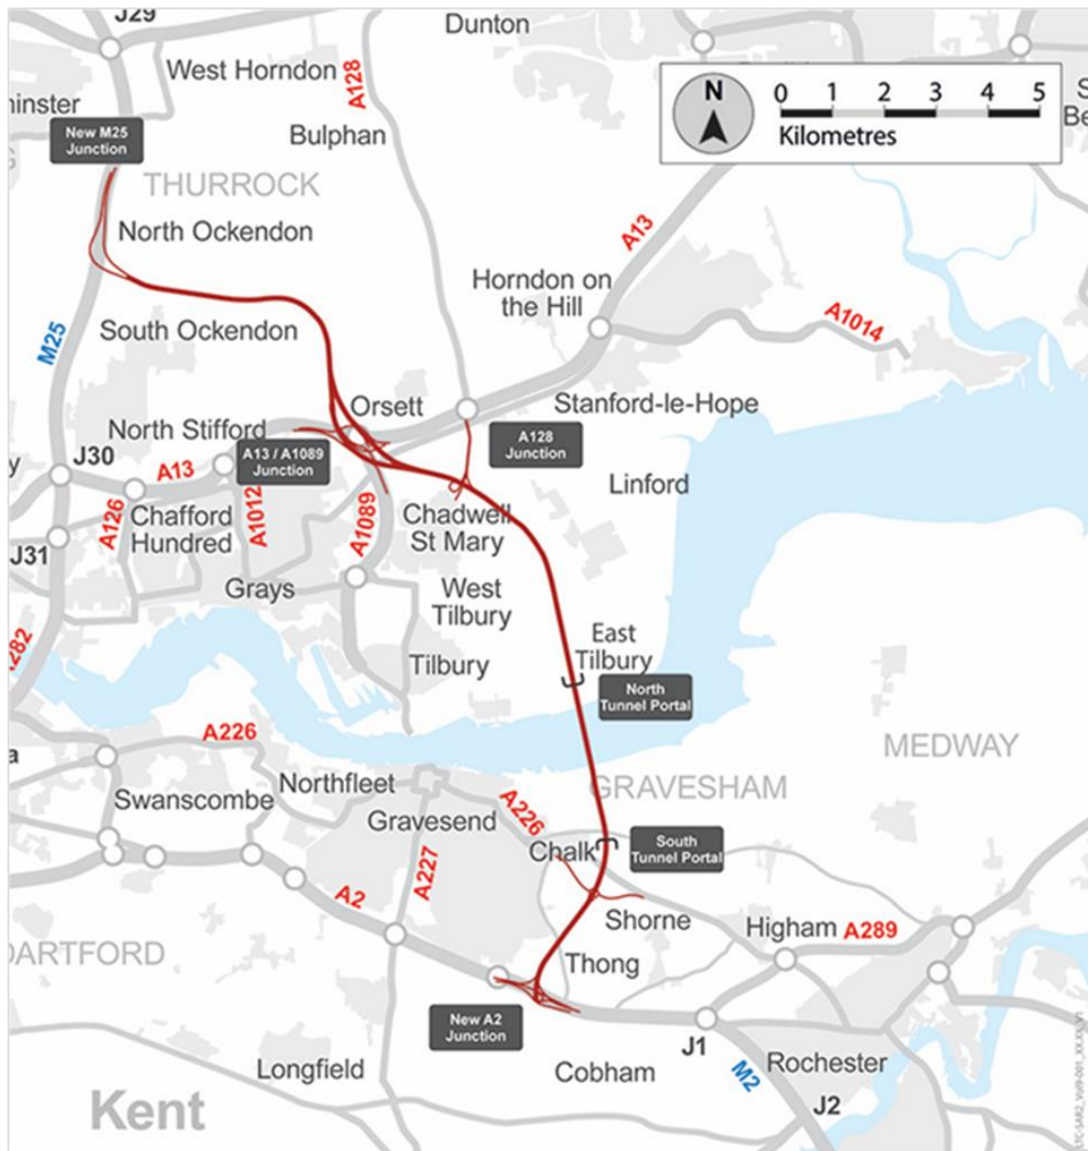 J29
Dunton
West Horndon
A128
Bulphan
N
0 1 2 3 4 5
Kilometres
New M25
Junction
THURROCK
North Ockendon
A13
Horndon on
the Hill
A1014
M25
South Ockendon
Orsett
Stanford-le-Hope
North Stifford
A128
Junction
A13 / A1089
Junction
J30
A13
Linford
A126
Chafford
Hundred
A1012
A1089
Chadwell
St Mary
J31
Grays
West
Tilbury
East
Tilbury
Tilbury
North
Tunnel Portal
A226
MEDWAY
Northfleet
GRAVESHAM
Swanscombe
Gravesend
A226
Chalk
South
Tunnel Portal
A227
A2
Shorne
Higham
A289
Thong
New A2
Junction
J1
Longfield
Cobham
M2
Rochester
J2
Kent